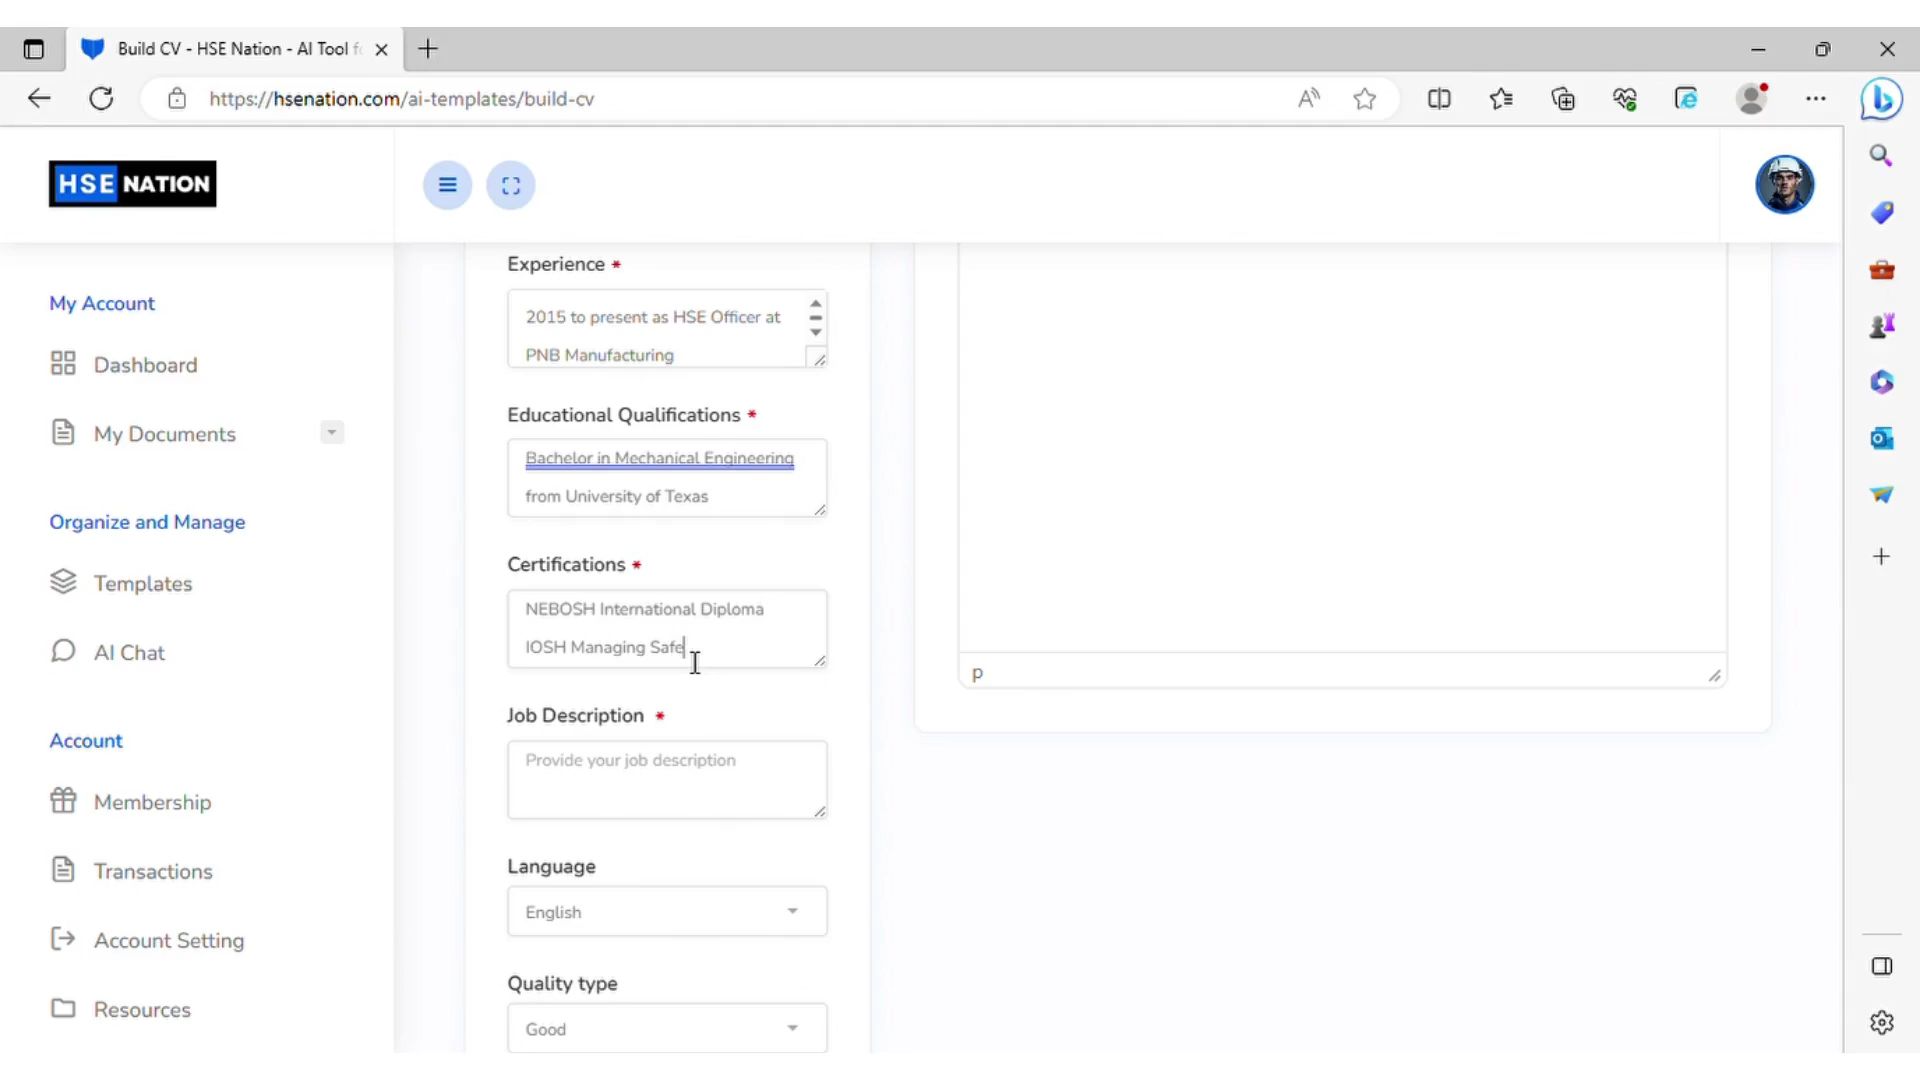 Build CV - HSE Nation - AI Tool f
https://hsenation.com/ai-templates/build-cv
HSE NATION
My Account
Dashboard
My Documents
Organize and Manage
Templates
AI Chat
Account
Membership
Transactions
Account Setting
Resources
Experience *
2015 to present as HSE Officer at
PNB Manufacturing
Educational Qualifications *
Bachelor in Mechanical Engineering
from University of Texas
Certifications *
NEBOSH International Diploma
IOSH Managing Safe
Job Description *
Provide your job description
Language
English
Quality type
Good
p